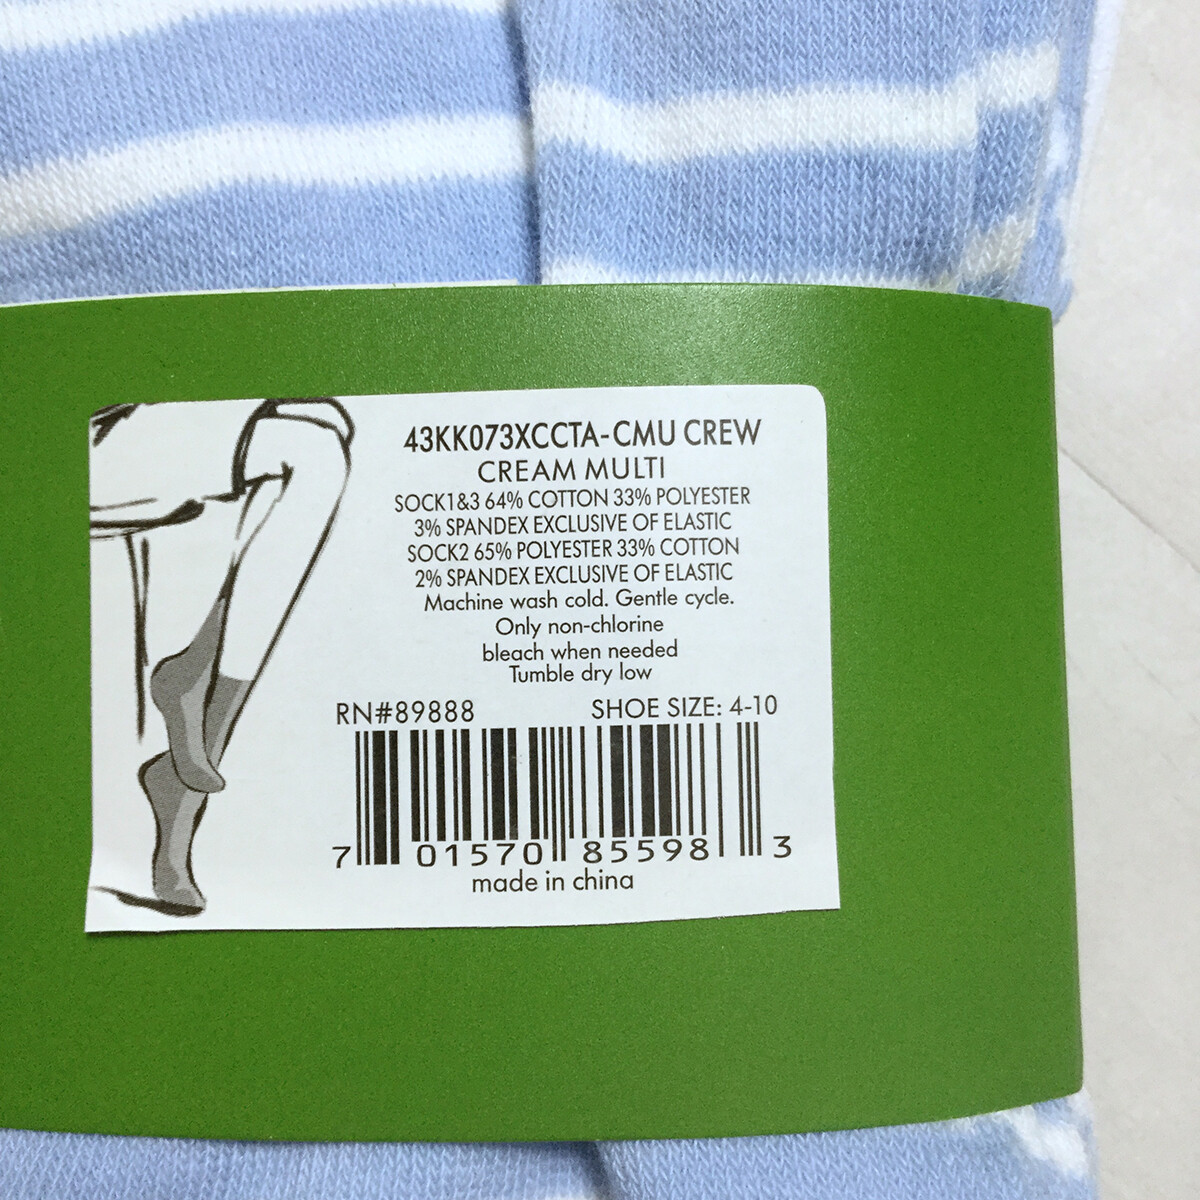 43KK073XCCTA-CMU CREW
CREAM MULTI
SOCK1&3 64% COTTON 33% POLYESTER
3% SPANDEX EXCLUSIVE OF ELASTIC
SOCK2 65% POLYESTER 33% COTTON
2% SPANDEX EXCLUSIVE OF ELASTIC
Machine wash cold. Gentle cycle.
Only non-chlorine
bleach when needed
Tumble dry low
RN#89888 SHOE SIZE: 4-10
7 01570 85598 3
made in china